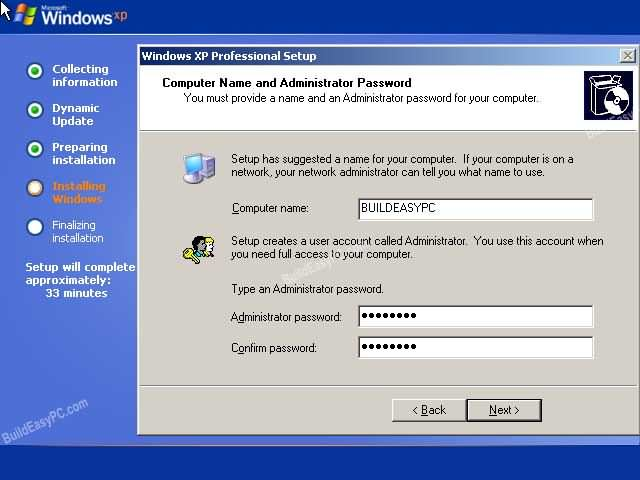 Microsoft
Windows xp
Collecting
information
Dynamic
Update
Preparing
installation
Installing
Windows
Finalizing
installation
Setup will complete
approximately:
33 minutes
BuildEasyPC.com
Windows XP Professional Setup
Computer Name and Administrator Password
You must provide a name and an Administrator password for your computer.
Setup has suggested a name for your computer. If your computer is on a
network, your network administrator can tell you what name to use.
Computer name:
BUILDEASYPC
Setup creates a user account called Administrator. You use this account when
you need full access to your computer.
Type an Administrator password.
Administrator password:
●●●●●●●●
Confirm password:
●●●●●●●●
< Back
Next >